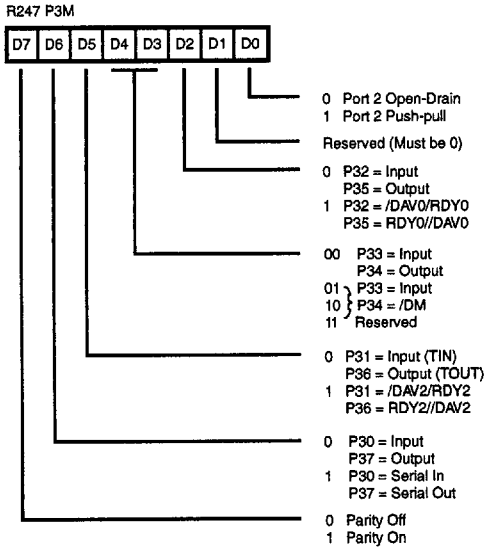 R247 P3M
D7 D6 D5 D4 D3 D2 D1 D0
0 Port 2 Open-Drain
1 Port 2 Push-pull
Reserved (Must be 0)
0 P32 = Input
P35 = Output
1 P32 = /DAV0/RDY0
P35 = RDY0//DAV0
00 P33 = Input
P34 = Output
01 } P33 = Input
10 } P34 = /DM
11 Reserved
0 P31 = Input (TIN)
P36 = Output (TOUT)
1 P31 = /DAV2/RDY2
P36 = RDY2//DAV2
0 P30 = Input
P37 = Output
1 P30 = Serial In
P37 = Serial Out
0 Parity Off
1 Parity On